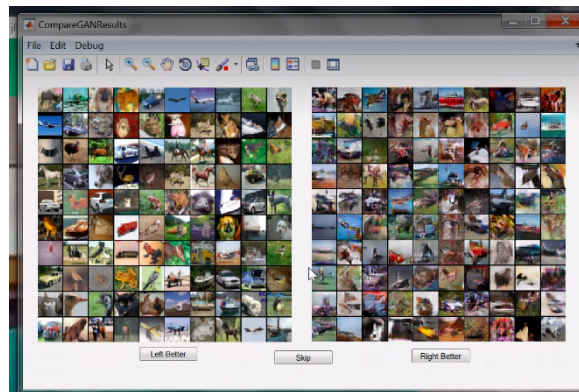 CompareGANResults
File Edit Debug
Left Better
Skip
Right Better